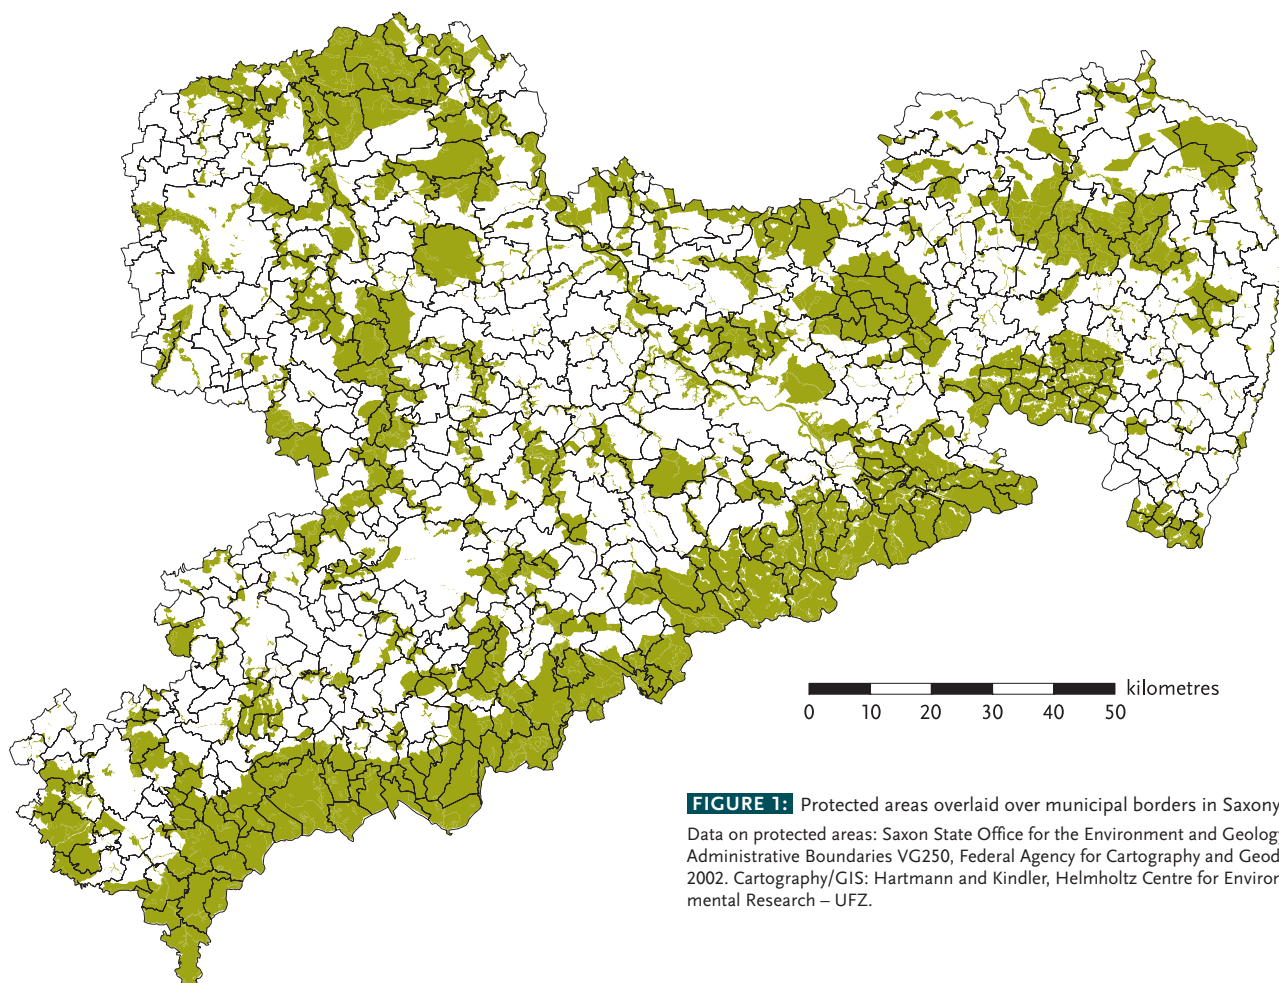 kilometres
0 10 20 30 40 50
FIGURE 1: Protected areas overlaid over municipal borders in Saxony
Data on protected areas: Saxon State Office for the Environment and Geolog
Administrative Boundaries VG250, Federal Agency for Cartography and Geod
2002. Cartography/GIS: Hartmann and Kindler, Helmholtz Centre for Enviror
mental Research – UFZ.